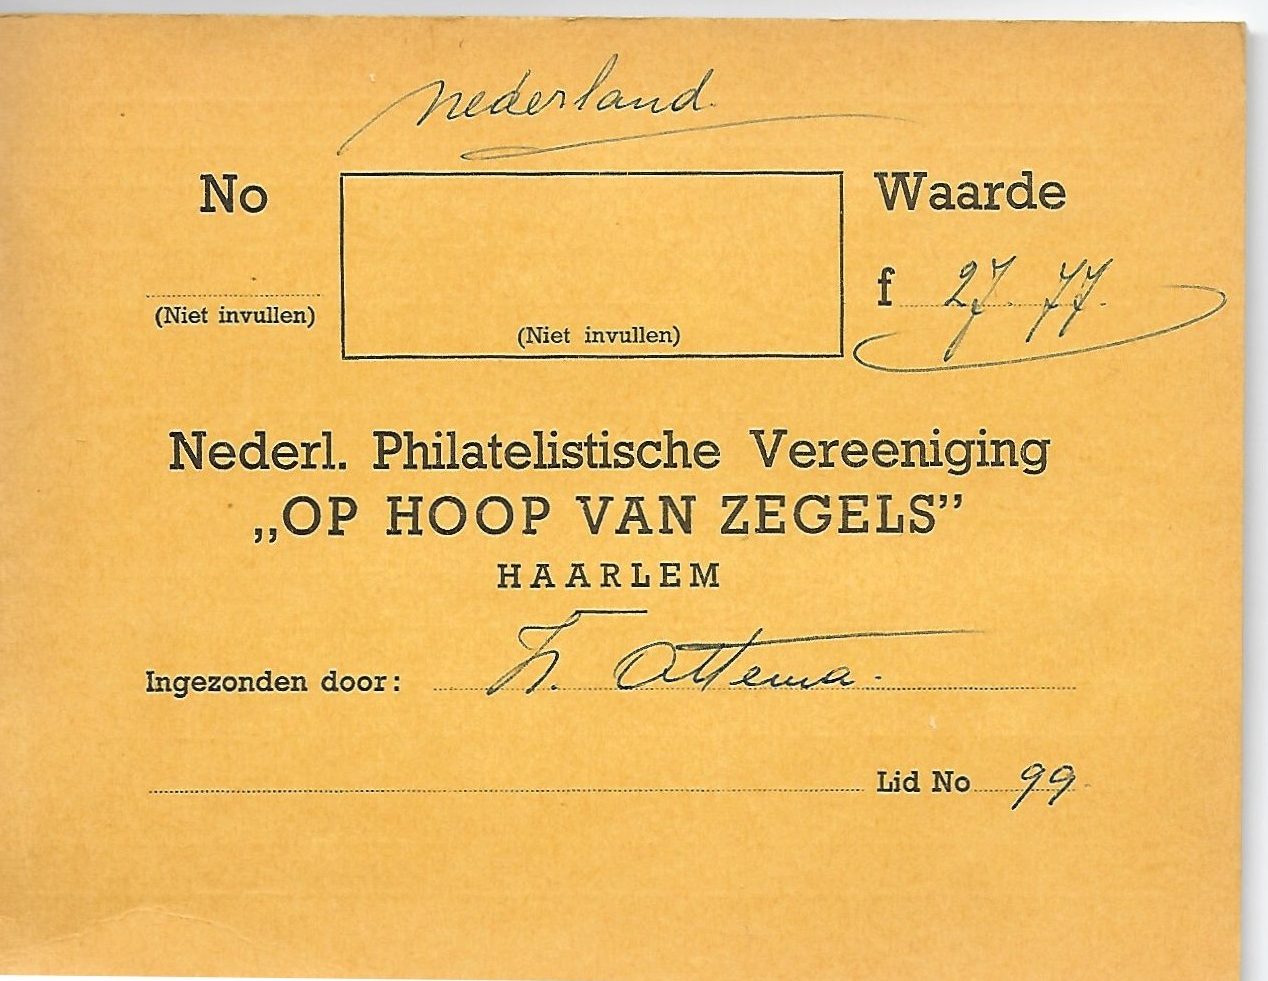 nederland.
No
Waarde
f 27.77.
(Niet invullen)
(Niet invullen)
Nederl. Philatelistische Vereeniging
„OP HOOP VAN ZEGELS”
HAARLEM
Ingezonden door: Ottema.
Lid No 99